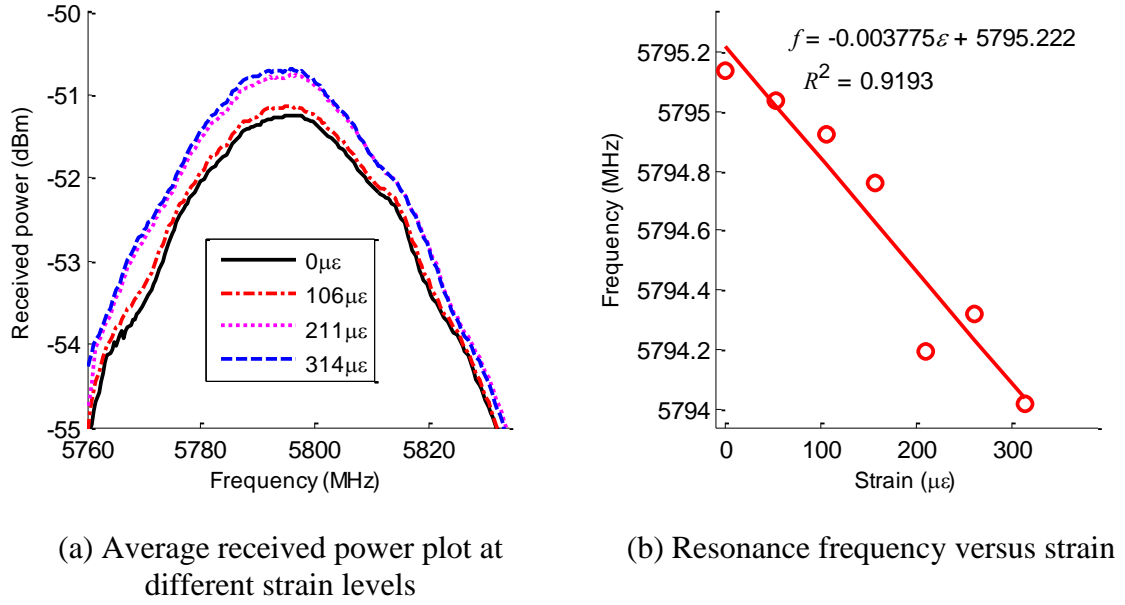 -50
-51
-52
-53
-54
-55
5760
5780
5800
5820
Received power (dBm)
Frequency (MHz)
0με
106με
211με
314με
5795.2
5795
5794.8
5794.6
5794.4
5794.2
5794
0
100
200
300
Frequency (MHz)
Strain (με)
f = -0.003775ε + 5795.222
R² = 0.9193
(a) Average received power plot at
different strain levels
(b) Resonance frequency versus strain